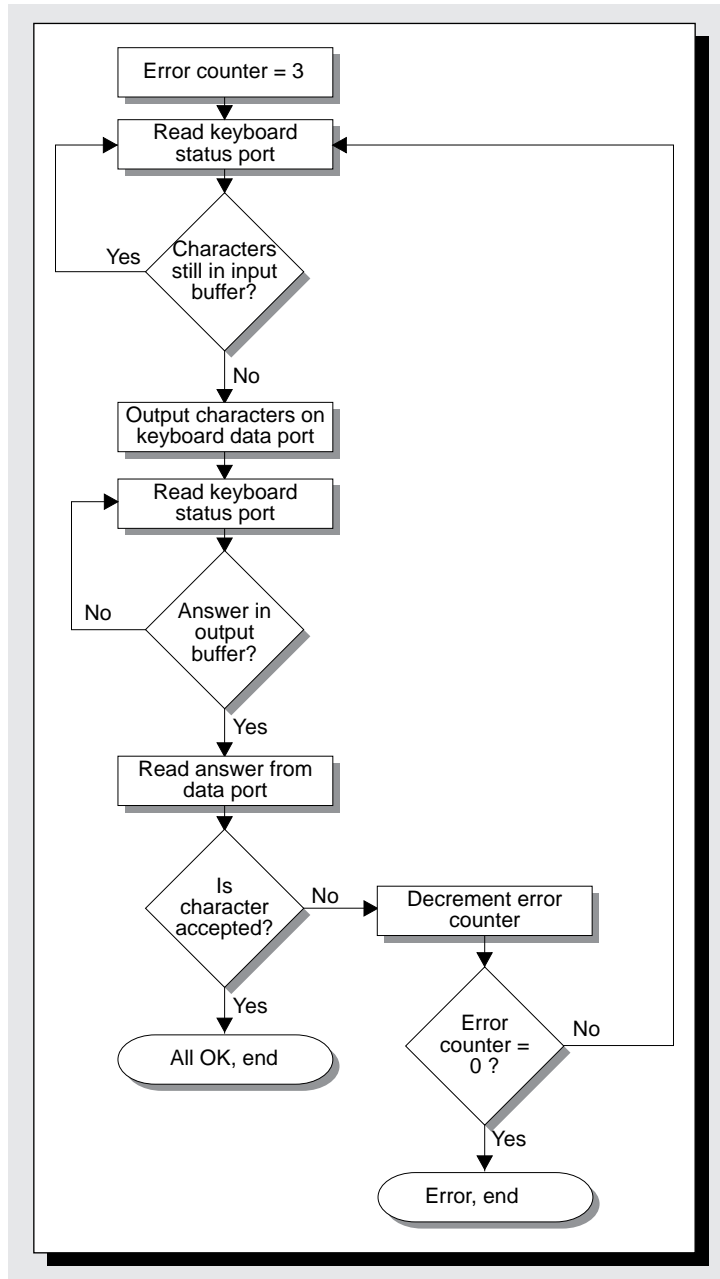 Error counter = 3
Read keyboard
status port
Characters
still in input
buffer?
Yes
No
Output characters on
keyboard data port
Read keyboard
status port
Answer in
output
buffer?
No
Yes
Read answer from
data port
Is
character
accepted?
No
Decrement error
counter
Yes
All OK, end
Error
counter =
0 ?
No
Yes
Error, end